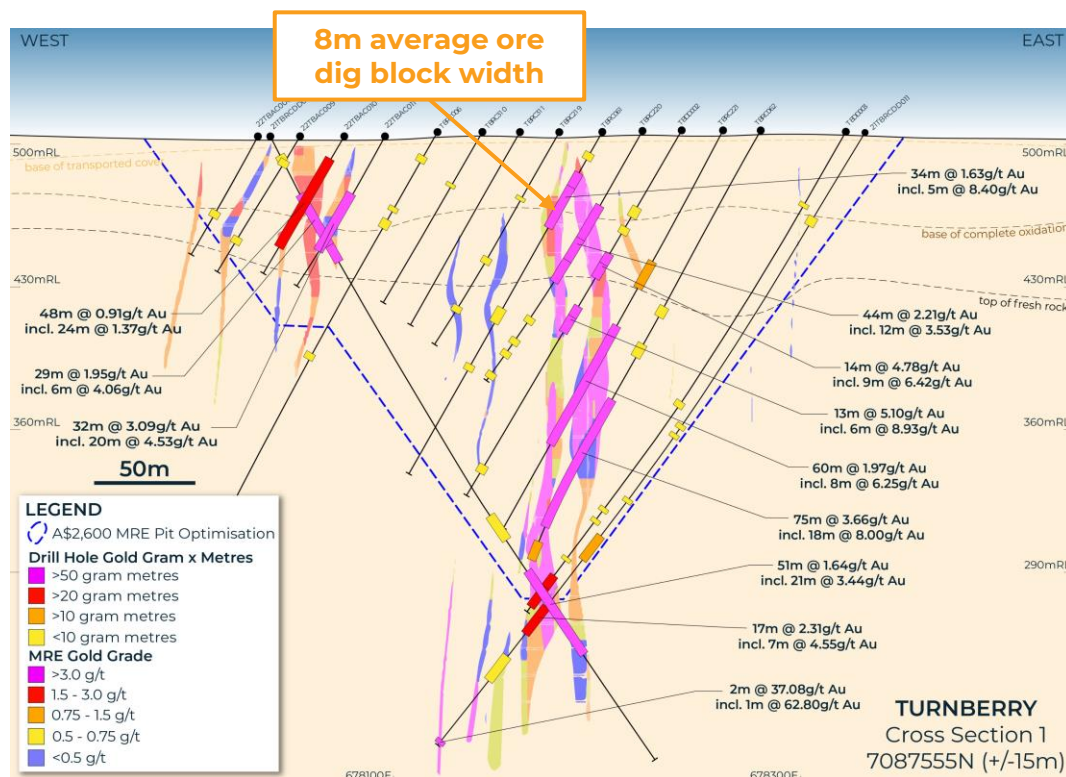 8m average ore
dig block width
WEST
EAST
22TBAC009
22TBAC010
TBRC220
TBRC221
21TBRCDD011
500mRL
500mRL
base of transported cover
base of complete oxidation
430mRL
430mRL
top of fresh rock
360mRL
360mRL
290mRL
34m @ 1.63g/t Au
incl. 5m @ 8.40g/t Au
44m @ 2.21g/t Au
incl. 12m @ 3.53g/t Au
14m @ 4.78g/t Au
incl. 9m @ 6.42g/t Au
13m @ 5.10g/t Au
incl. 6m @ 8.93g/t Au
60m @ 1.97g/t Au
incl. 8m @ 6.25g/t Au
75m @ 3.66g/t Au
incl. 18m @ 8.00g/t Au
51m @ 1.64g/t Au
incl. 21m @ 3.44g/t Au
17m @ 2.31g/t Au
incl. 7m @ 4.55g/t Au
2m @ 37.08g/t Au
incl. 1m @ 62.80g/t Au
48m @ 0.91g/t Au
incl. 24m @ 1.37g/t Au
29m @ 1.95g/t Au
incl. 6m @ 4.06g/t Au
32m @ 3.09g/t Au
incl. 20m @ 4.53g/t Au
50m
LEGEND
A$2,600 MRE Pit Optimisation
Drill Hole Gold Gram x Metres
>50 gram metres
>20 gram metres
>10 gram metres
<10 gram metres
MRE Gold Grade
>3.0 g/t
1.5 - 3.0 g/t
0.75 - 1.5 g/t
0.5 - 0.75 g/t
<0.5 g/t
TURNBERRY
Cross Section 1
7087555N (+/-15m)
678100E
678300E